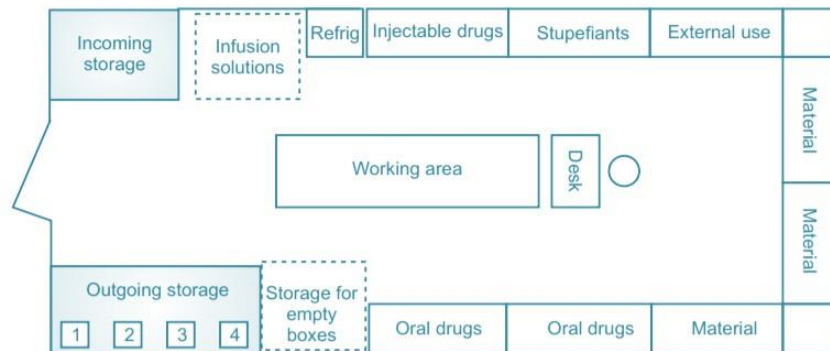 Incoming
storage
Infusion
solutions
Refrig
Injectable drugs
Stupefiants
External use
Material
Working area
Desk
Material
Outgoing storage
1 2 3 4
Storage for
empty
boxes
Oral drugs
Oral drugs
Material